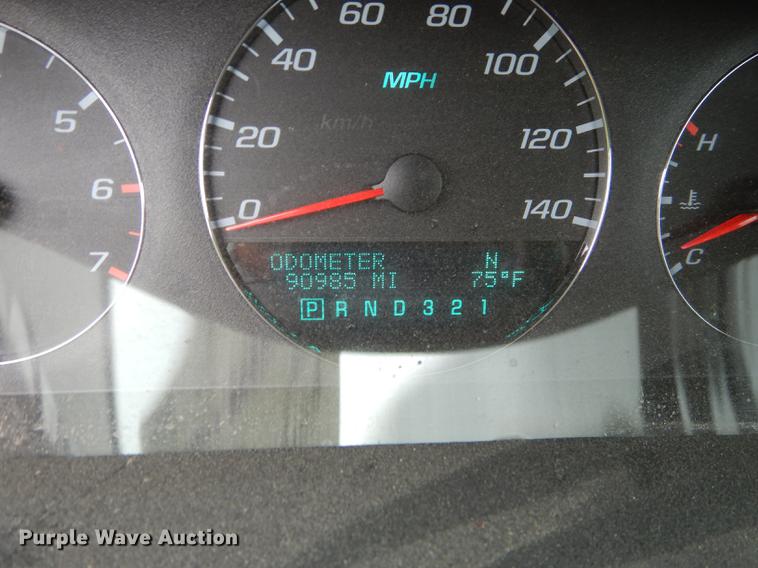 60 80
40 100
MPH
5
km/h
20 120
H
6
0 140
C
7
ODOMETER N
90985 MI 75°F
P R N D 3 2 1
Purple Wave Auction